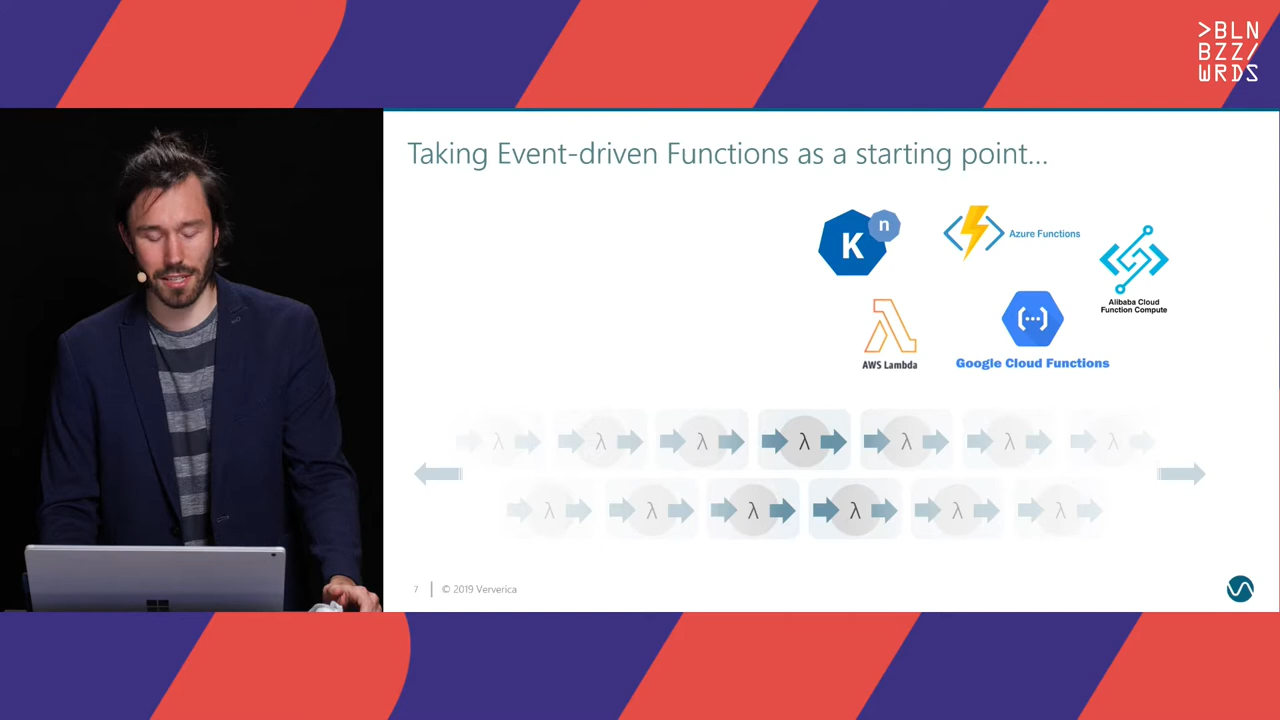 >BLN
BZZ/
WRDS
Taking Event-driven Functions as a starting point...
K
n
Azure Functions
Alibaba Cloud
Function Compute
AWS Lambda
Google Cloud Functions
λ λ λ λ λ λ λ
λ λ λ λ λ λ
7 | © 2019 Ververica